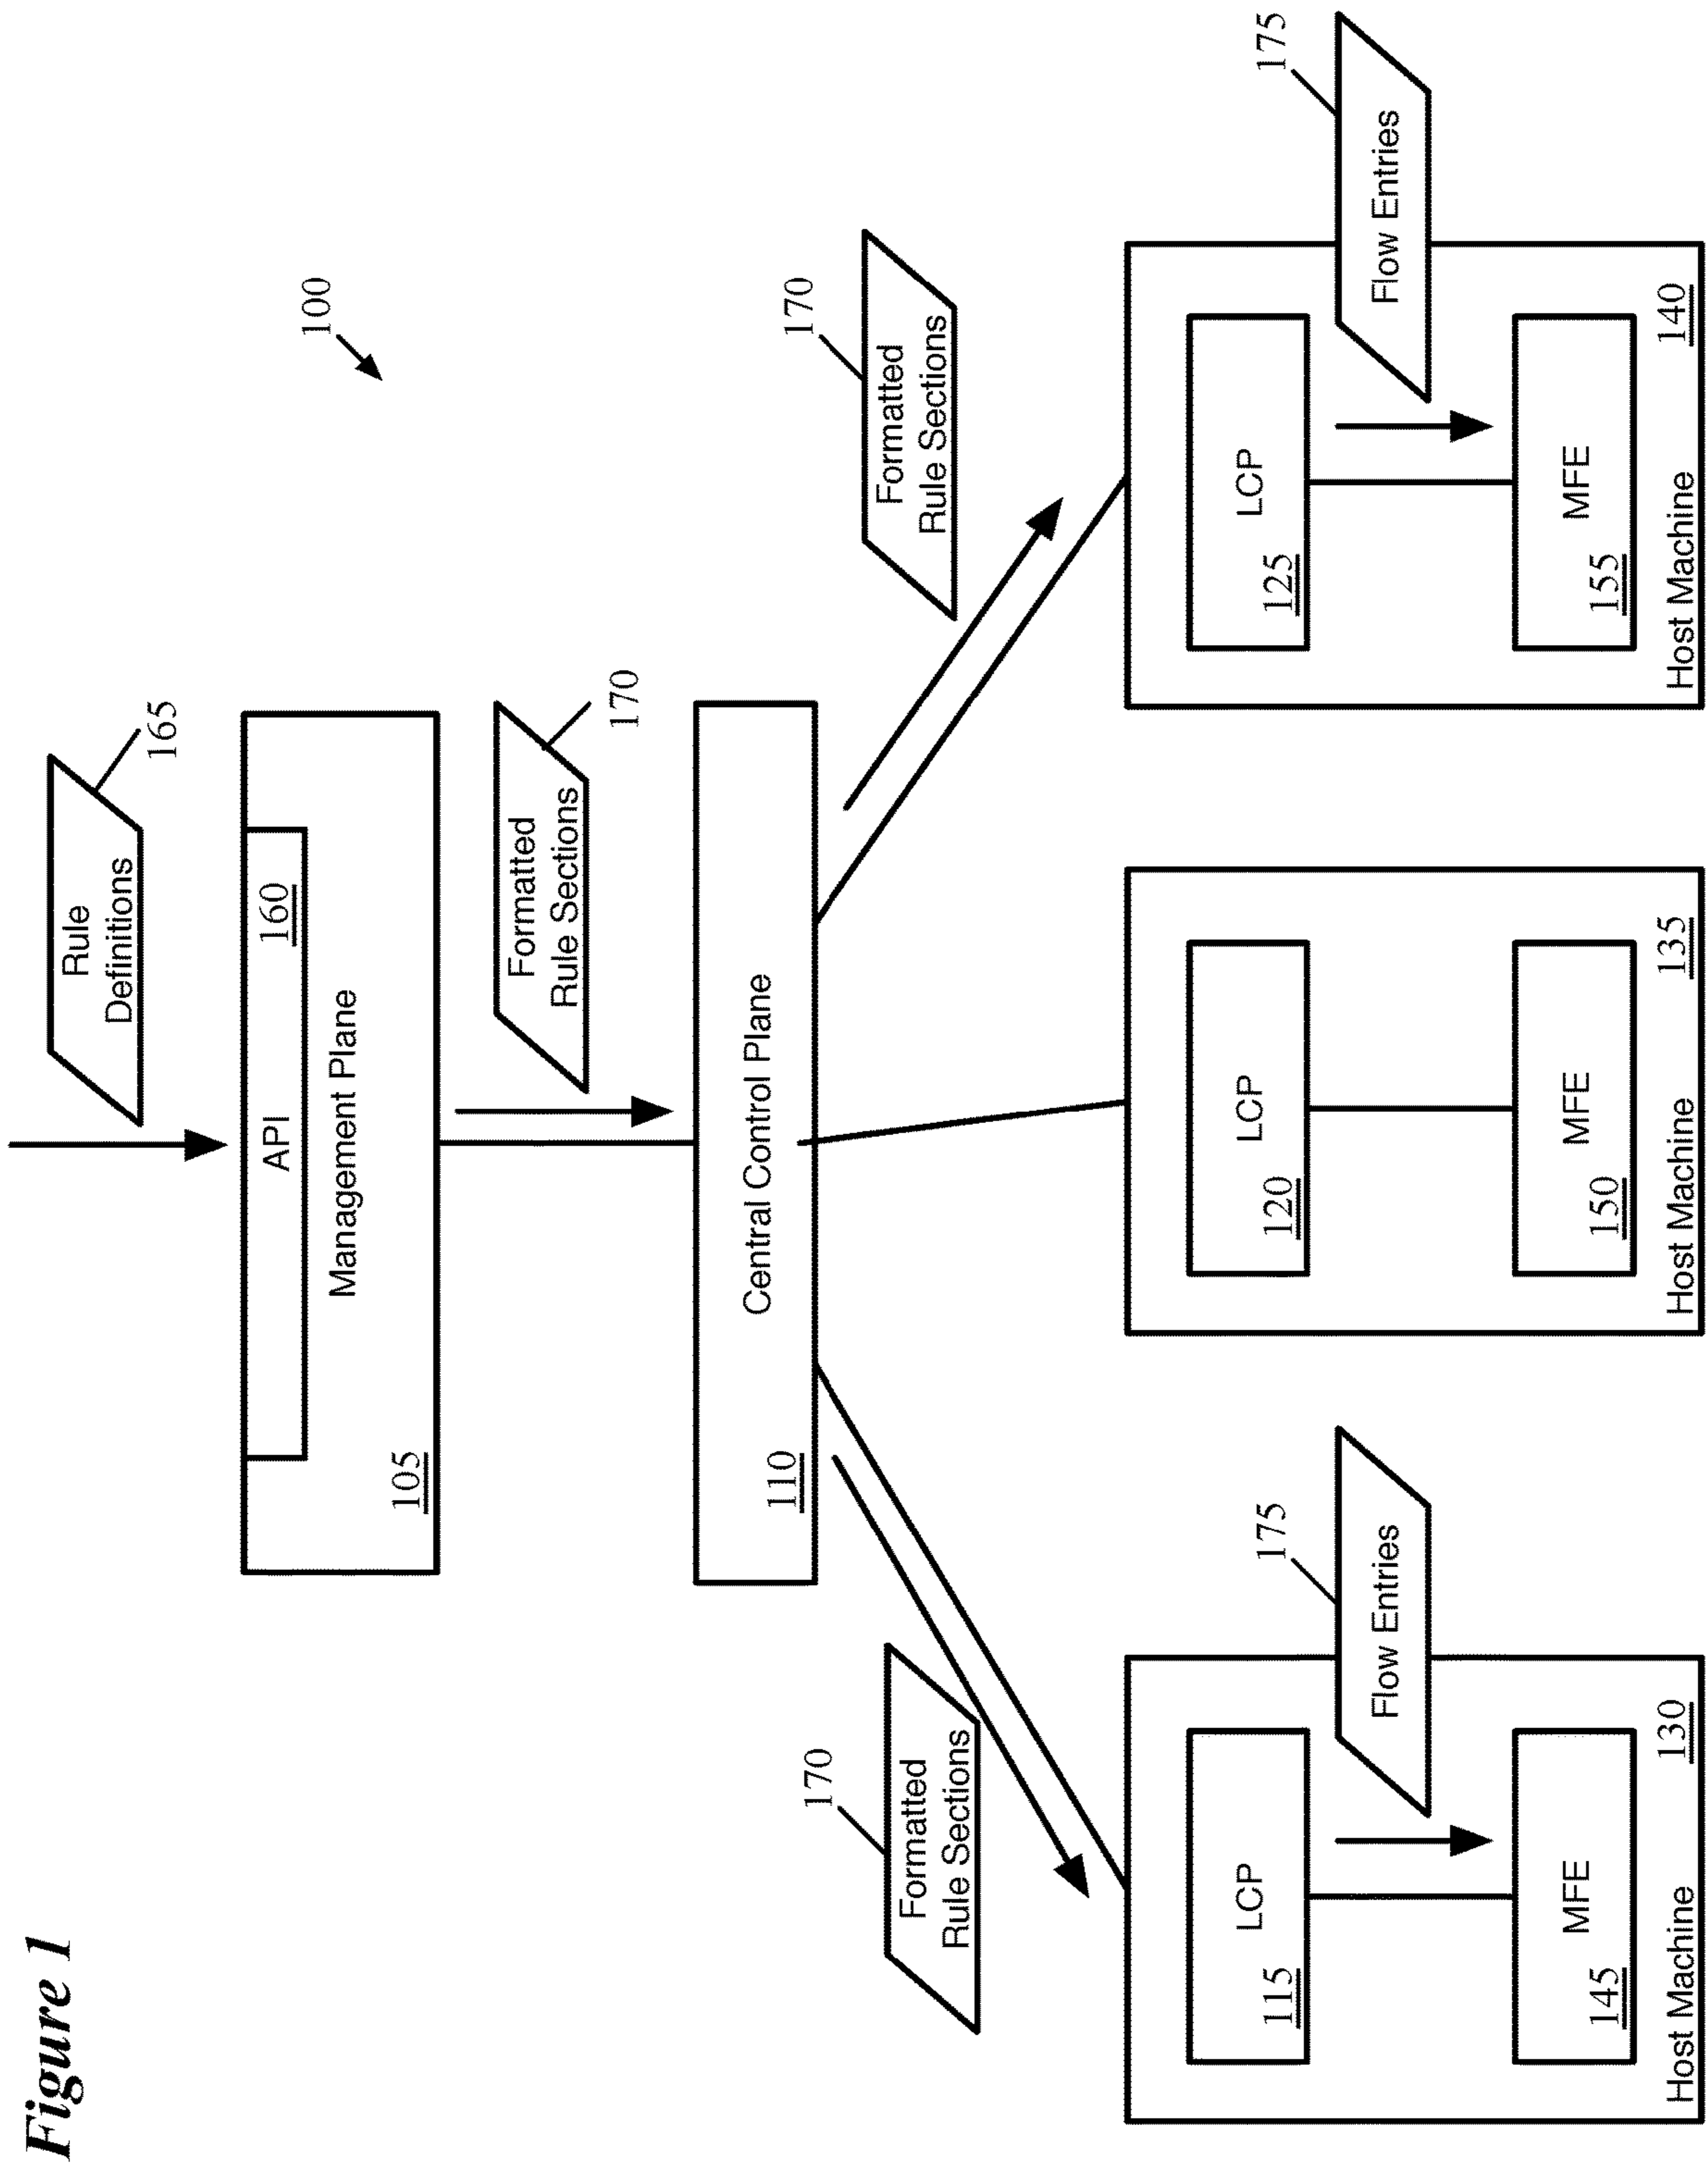 Figure 1
100
Rule
Definitions
165
API
160
Management Plane
105
Formatted
Rule Sections
170
Central Control Plane
110
170
Formatted
Rule Sections
170
Formatted
Rule Sections
LCP
115
175
Flow Entries
MFE
145
Host Machine
130
LCP
120
MFE
150
Host Machine
135
LCP
125
175
Flow Entries
MFE
155
Host Machine
140